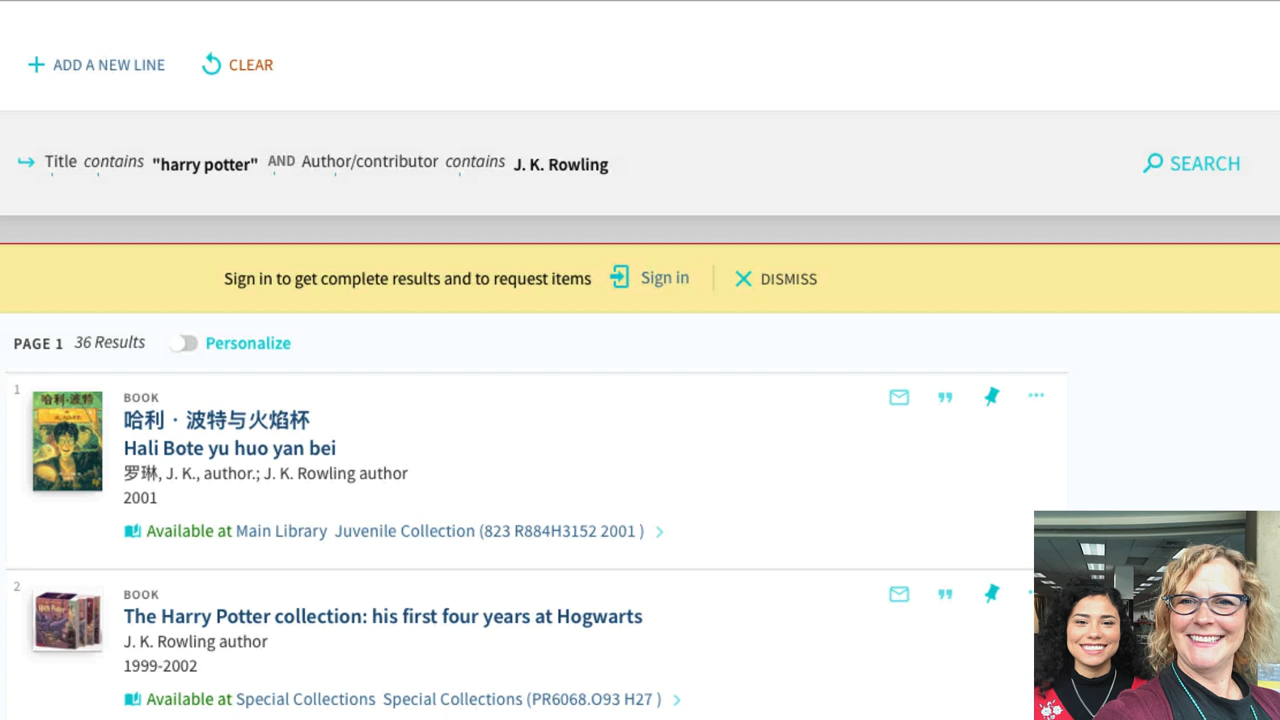 ADD A NEW LINE CLEAR
Title contains "harry potter" AND Author/contributor contains J. K. Rowling SEARCH
Sign in to get complete results and to request items Sign in DISMISS
PAGE 1 36 Results Personalize
1
BOOK
哈利·波特
哈利 · 波特与火焰杯
Hali Bote yu huo yan bei
罗琳, J. K., author.; J. K. Rowling author
2001
Available at Main Library Juvenile Collection (823 R884H3152 2001 )
2
BOOK
The Harry Potter collection: his first four years at Hogwarts
J. K. Rowling author
1999-2002
Available at Special Collections Special Collections (PR6068.O93 H27 )